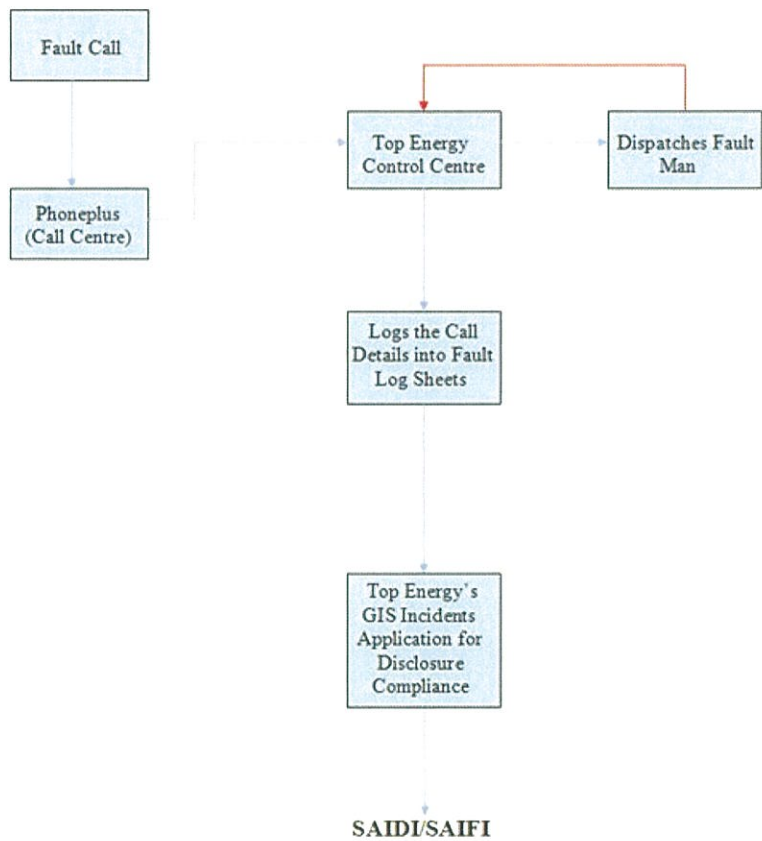 Fault Call
Phoneplus
(Call Centre)
Top Energy
Control Centre
Dispatches Fault
Man
Logs the Call
Details into Fault
Log Sheets
Top Energy’s
GIS Incidents
Application for
Disclosure
Compliance
SAIDI/SAIFI